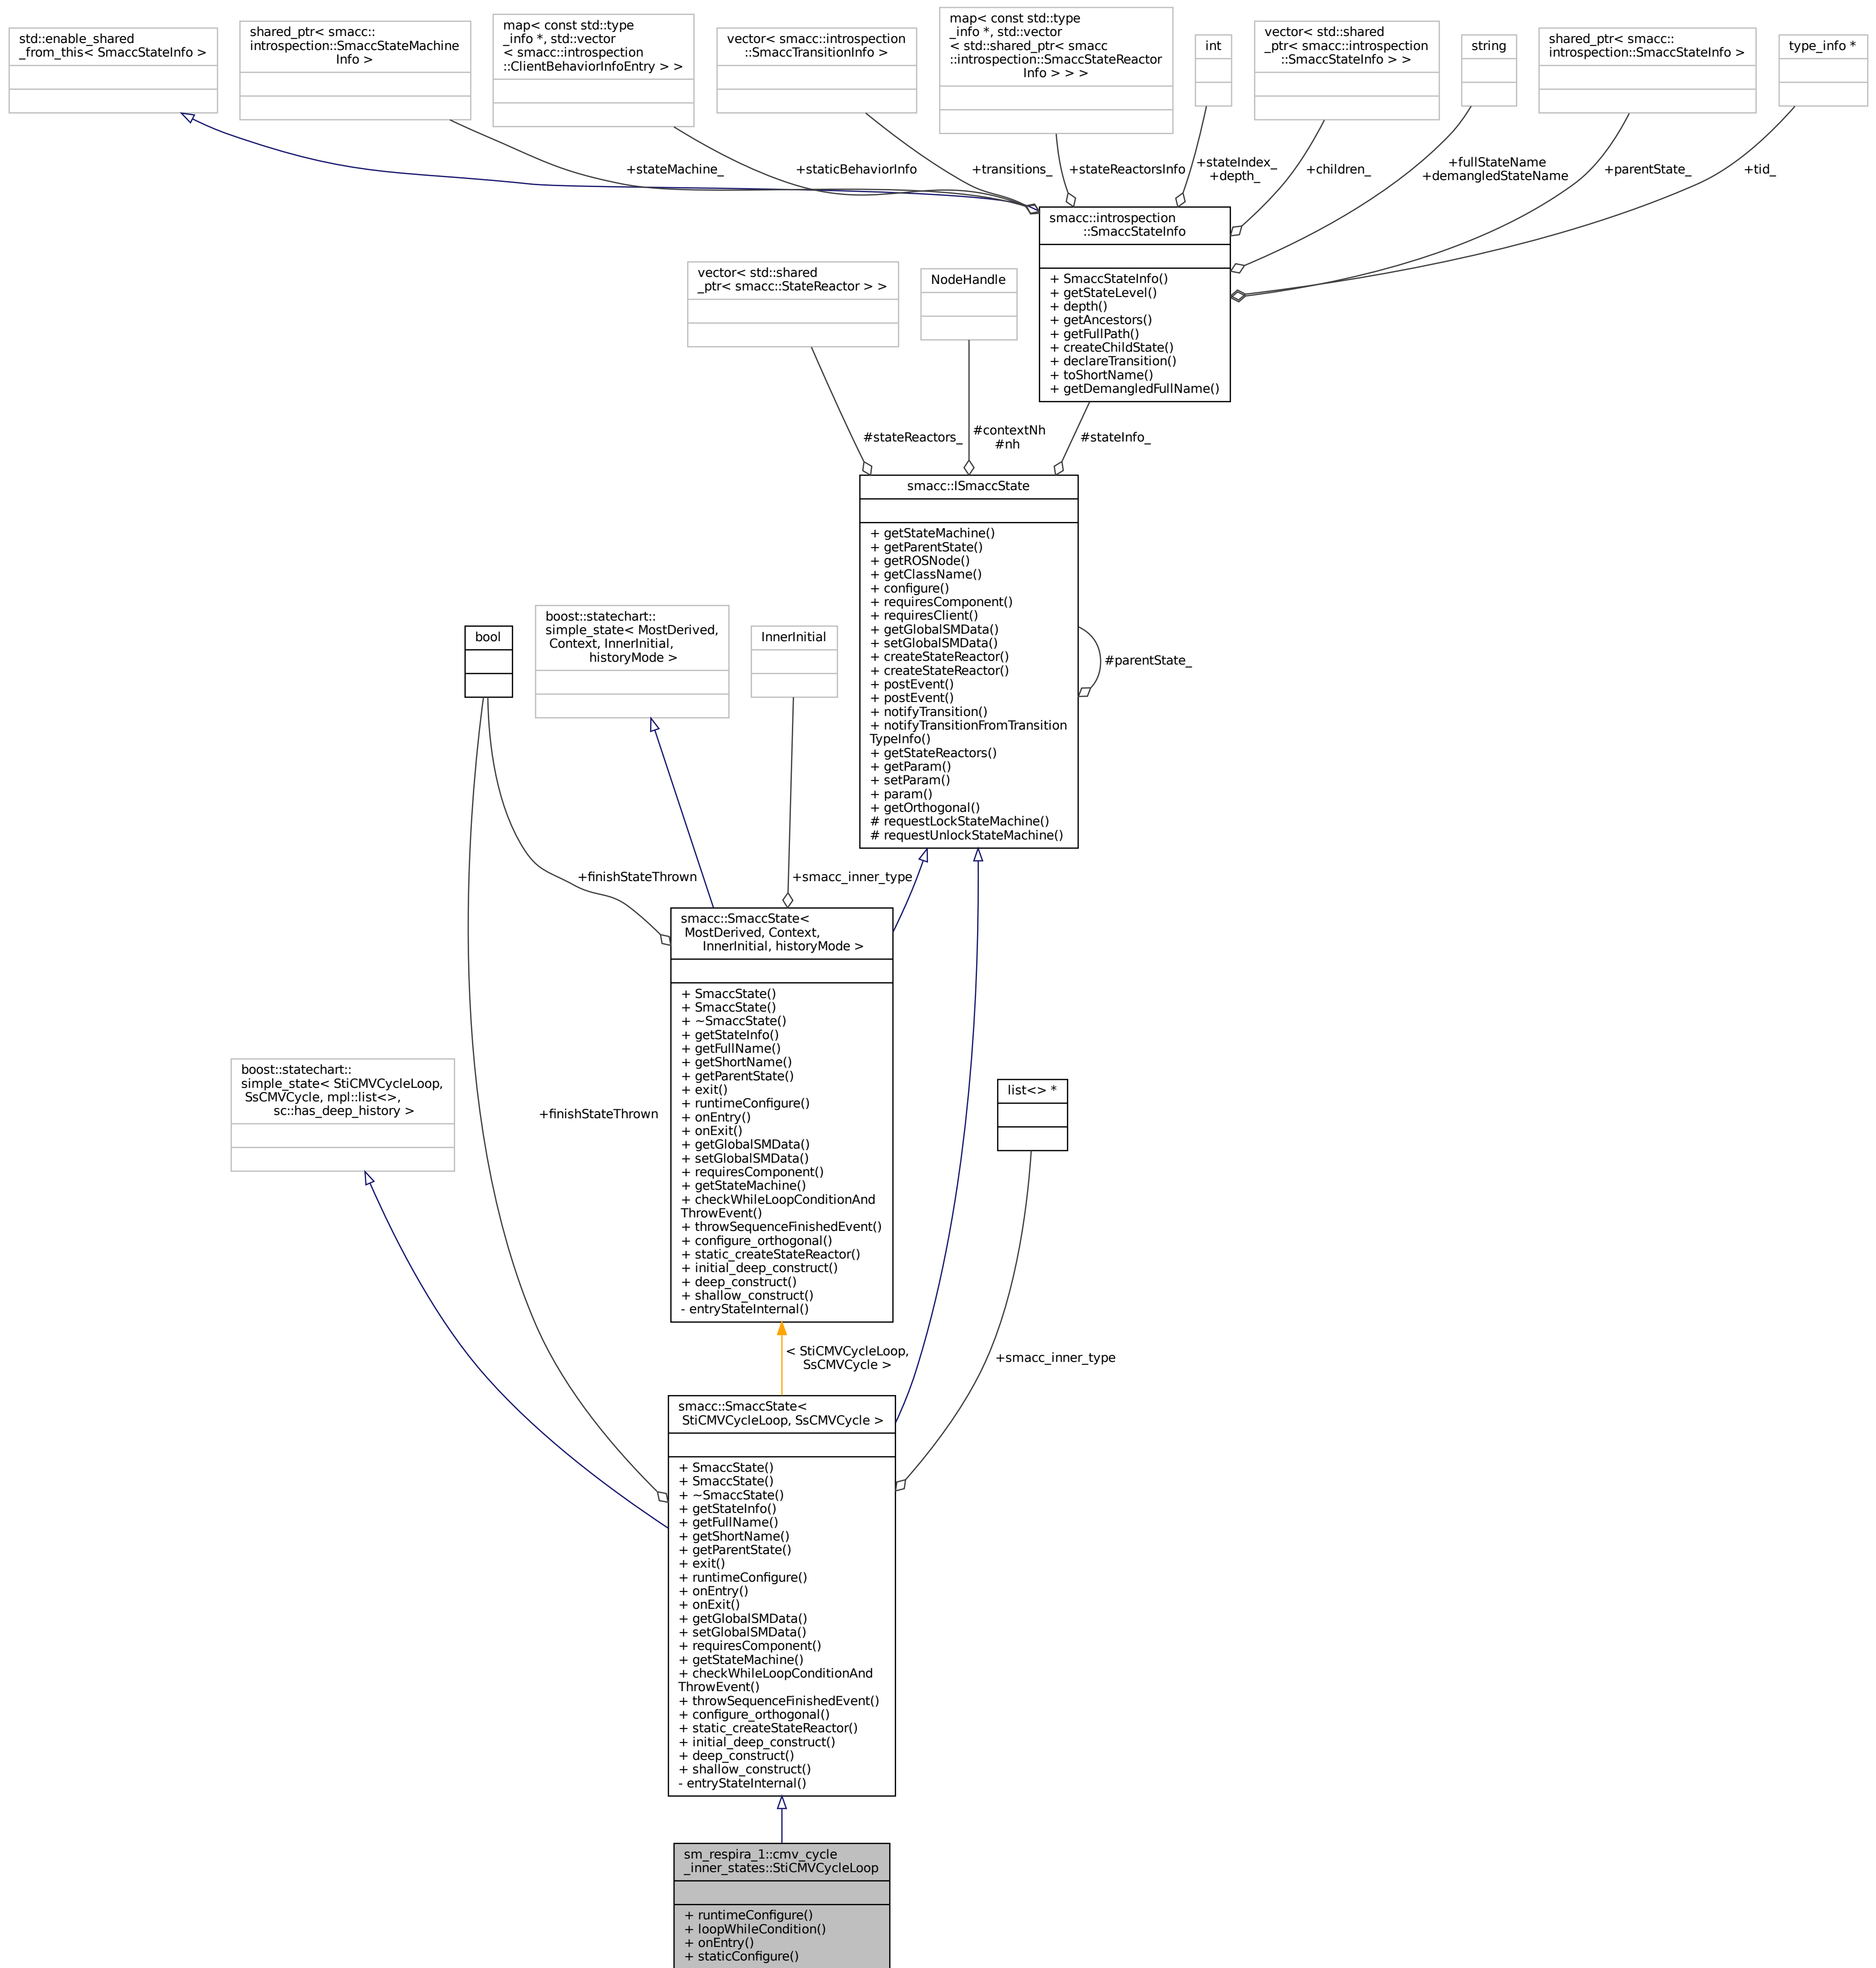 std::enable_shared
_from_this< SmaccStateInfo >
shared_ptr< smacc::
introspection::SmaccStateMachine
Info >
map< const std::type
_info *, std::vector
< smacc::introspection
::ClientBehaviorInfoEntry > >
vector< smacc::introspection
::SmaccTransitionInfo >
map< const std::type
_info *, std::vector
< std::shared_ptr< smacc
::introspection::SmaccStateReactor
Info > > >
int
vector< std::shared
_ptr< smacc::introspection
::SmaccStateInfo > >
string
shared_ptr< smacc::
introspection::SmaccStateInfo >
type_info *
+stateMachine_
+staticBehaviorInfo
+transitions_
+stateReactorsInfo
+stateIndex_
+depth_
+children_
+fullStateName
+demangledStateName
+parentState_
+tid_
smacc::introspection
::SmaccStateInfo
+ SmaccStateInfo()
+ getStateLevel()
+ depth()
+ getAncestors()
+ getFullPath()
+ createChildState()
+ declareTransition()
+ toShortName()
+ getDemangledFullName()
vector< std::shared
_ptr< smacc::StateReactor > >
NodeHandle
#stateReactors_
#contextNh
#nh
#stateInfo_
smacc::ISmaccState
+ getStateMachine()
+ getParentState()
+ getROSNode()
+ getClassName()
+ configure()
+ requiresComponent()
+ requiresClient()
+ getGlobalSMData()
+ setGlobalSMData()
+ createStateReactor()
+ createStateReactor()
+ postEvent()
+ postEvent()
+ notifyTransition()
+ notifyTransitionFromTransition
TypeInfo()
+ getStateReactors()
+ getParam()
+ setParam()
+ param()
+ getOrthogonal()
# requestLockStateMachine()
# requestUnlockStateMachine()
#parentState_
bool
boost::statechart::
simple_state< MostDerived,
Context, InnerInitial,
historyMode >
InnerInitial
+finishStateThrown
+smacc_inner_type
smacc::SmaccState<
MostDerived, Context,
InnerInitial, historyMode >
+ SmaccState()
+ SmaccState()
+ ~SmaccState()
+ getStateInfo()
+ getFullName()
+ getShortName()
+ getParentState()
+ exit()
+ runtimeConfigure()
+ onEntry()
+ onExit()
+ getGlobalSMData()
+ setGlobalSMData()
+ requiresComponent()
+ getStateMachine()
+ checkWhileLoopConditionAnd
ThrowEvent()
+ throwSequenceFinishedEvent()
+ configure_orthogonal()
+ static_createStateReactor()
+ initial_deep_construct()
+ deep_construct()
+ shallow_construct()
- entryStateInternal()
boost::statechart::
simple_state< StiCMVCycleLoop,
SsCMVCycle, mpl::list<>,
sc::has_deep_history >
+finishStateThrown
list<> *
< StiCMVCycleLoop,
SsCMVCycle >
+smacc_inner_type
smacc::SmaccState<
StiCMVCycleLoop, SsCMVCycle >
+ SmaccState()
+ SmaccState()
+ ~SmaccState()
+ getStateInfo()
+ getFullName()
+ getShortName()
+ getParentState()
+ exit()
+ runtimeConfigure()
+ onEntry()
+ onExit()
+ getGlobalSMData()
+ setGlobalSMData()
+ requiresComponent()
+ getStateMachine()
+ checkWhileLoopConditionAnd
ThrowEvent()
+ throwSequenceFinishedEvent()
+ configure_orthogonal()
+ static_createStateReactor()
+ initial_deep_construct()
+ deep_construct()
+ shallow_construct()
- entryStateInternal()
sm_respira_1::cmv_cycle
_inner_states::StiCMVCycleLoop
+ runtimeConfigure()
+ loopWhileCondition()
+ onEntry()
+ staticConfigure()